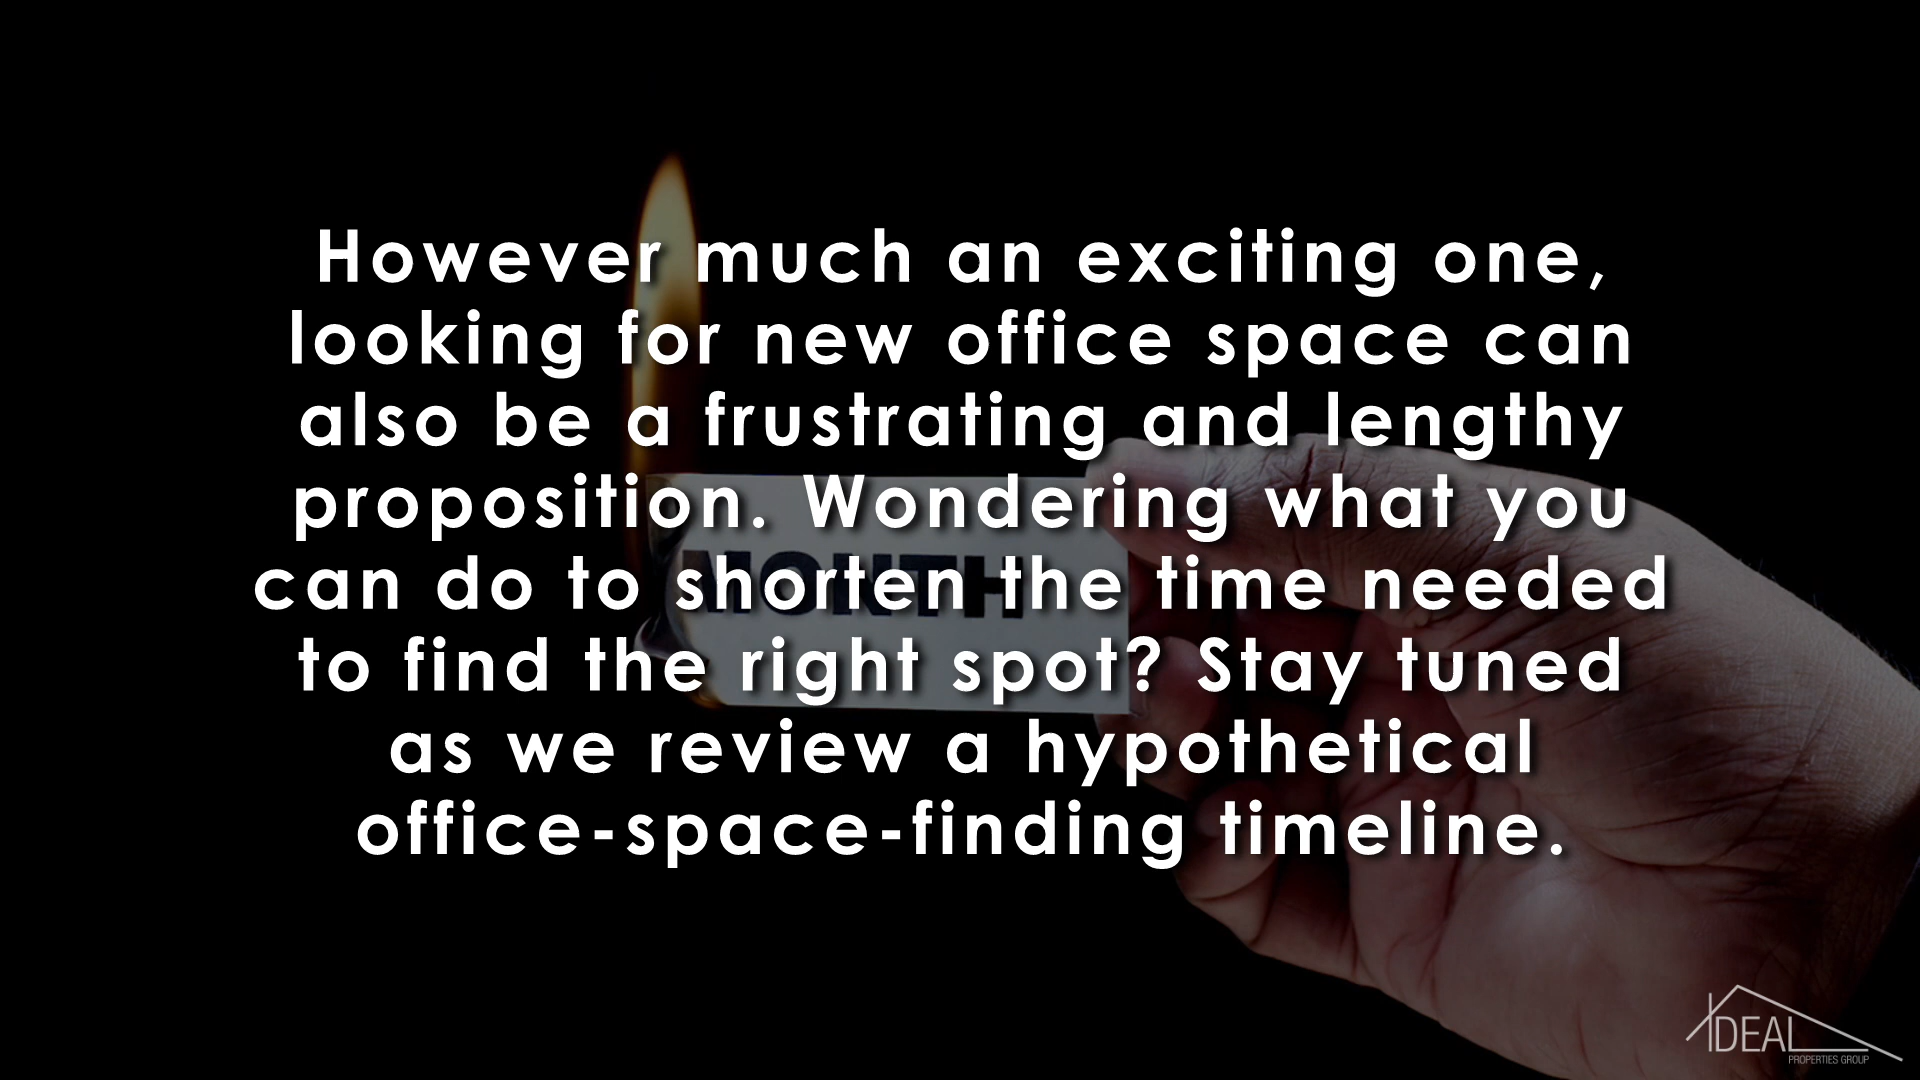 However much an exciting one,
looking for new office space can
also be a frustrating and lengthy
proposition. Wondering what you
can do to shorten the time needed
to find the right spot? Stay tuned
as we review a hypothetical
office-space-finding timeline.
MONTH
IDEAL
PROPERTIES GROUP